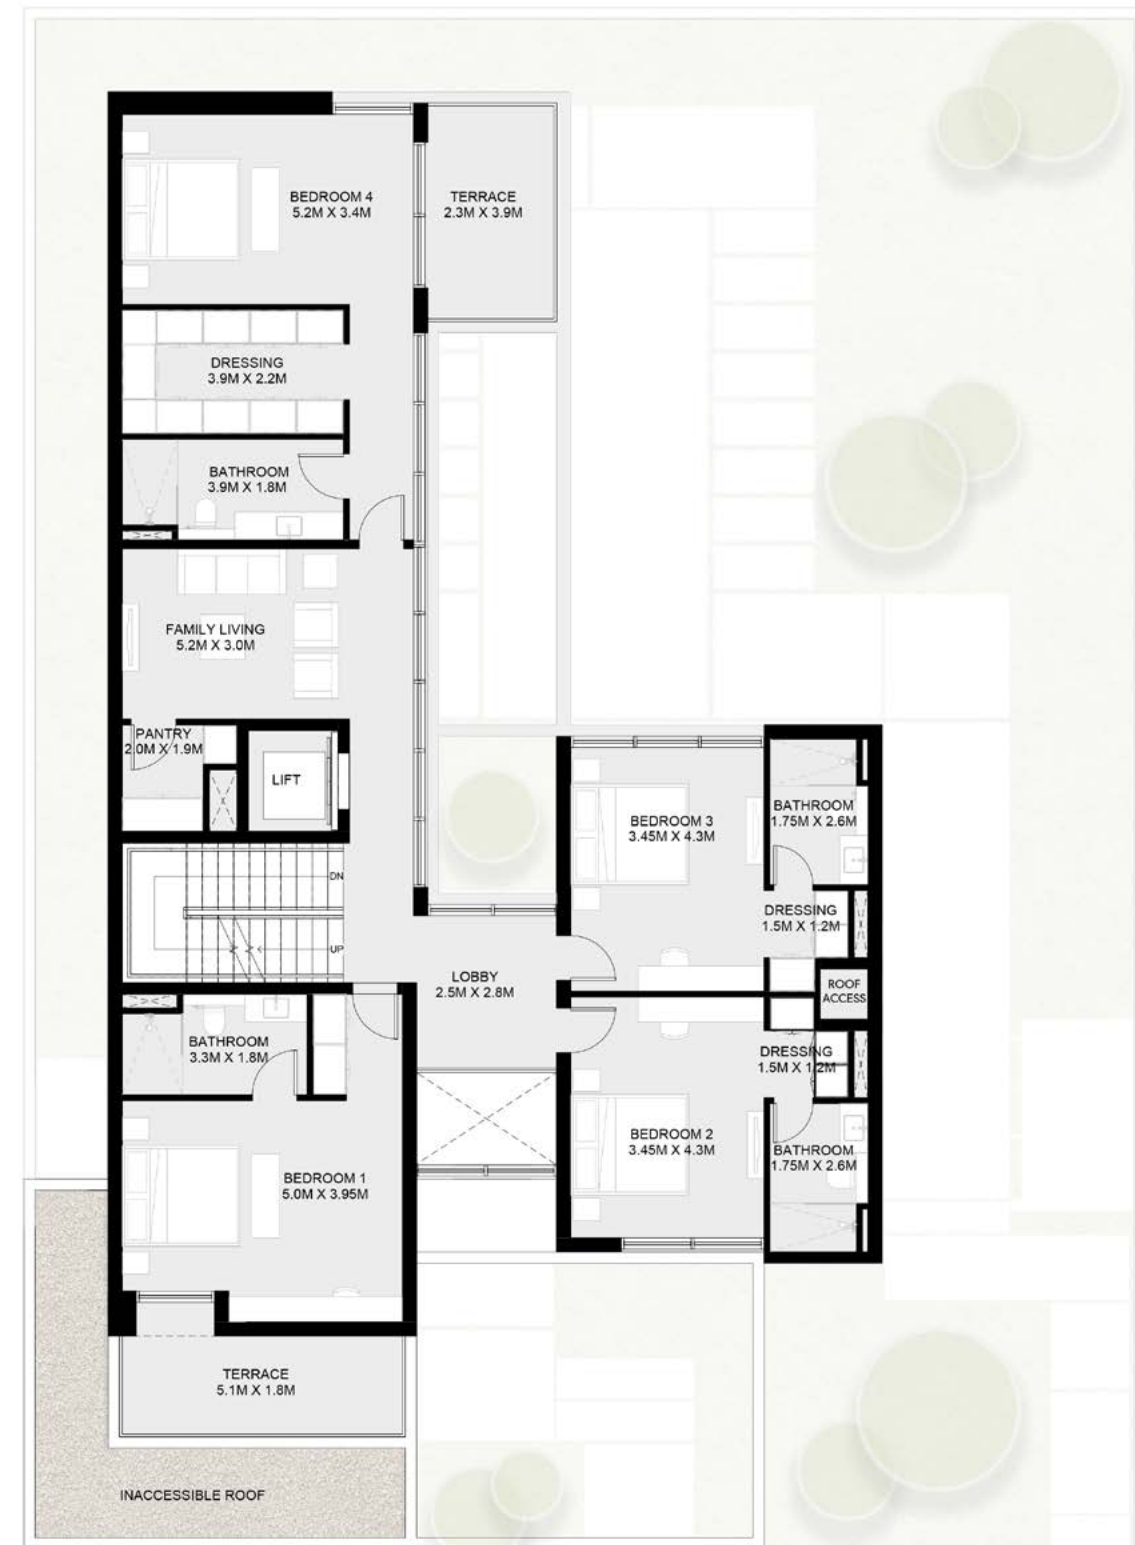 BEDROOM 4
5.2M X 3.4M
TERRACE
2.3M X 3.9M
DRESSING
3.9M X 2.2M
BATHROOM
3.9M X 1.8M
FAMILY LIVING
5.2M X 3.0M
PANTRY
2.0M X 1.9M
LIFT
BEDROOM 3
3.45M X 4.3M
BATHROOM
1.75M X 2.6M
DN
UP
DRESSING
1.5M X 1.2M
LOBBY
2.5M X 2.8M
ROOF
ACCESS
BATHROOM
3.3M X 1.8M
DRESSING
1.5M X 1.2M
BEDROOM 2
3.45M X 4.3M
BATHROOM
1.75M X 2.6M
BEDROOM 1
5.0M X 3.95M
TERRACE
5.1M X 1.8M
INACCESSIBLE ROOF